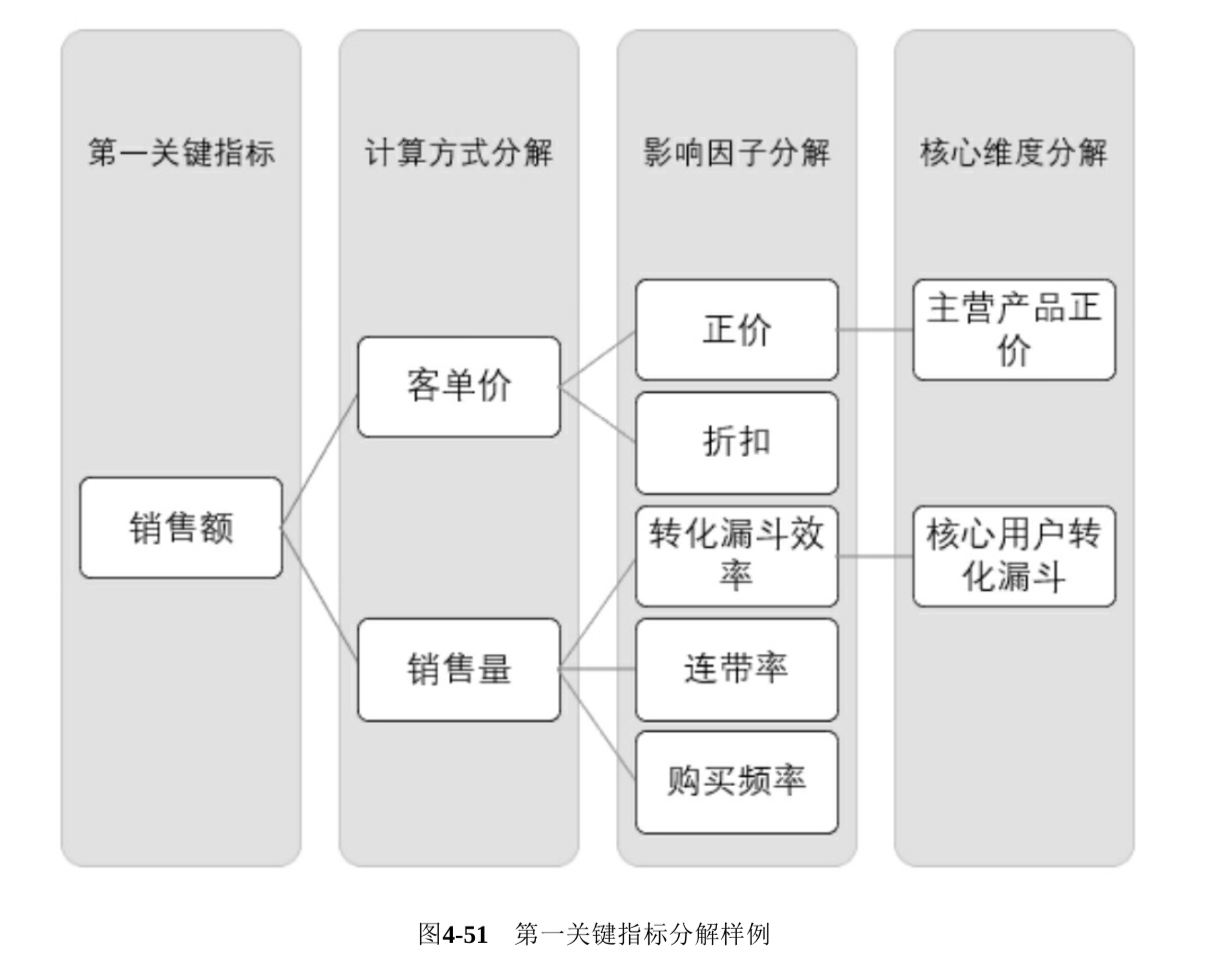 第一关键指标
计算方式分解
影响因子分解
核心维度分解
销售额
客单价
销售量
正价
折扣
转化漏斗效
率
连带率
购买频率
主营产品正
价
核心用户转
化漏斗
图4-51 第一关键指标分解样例